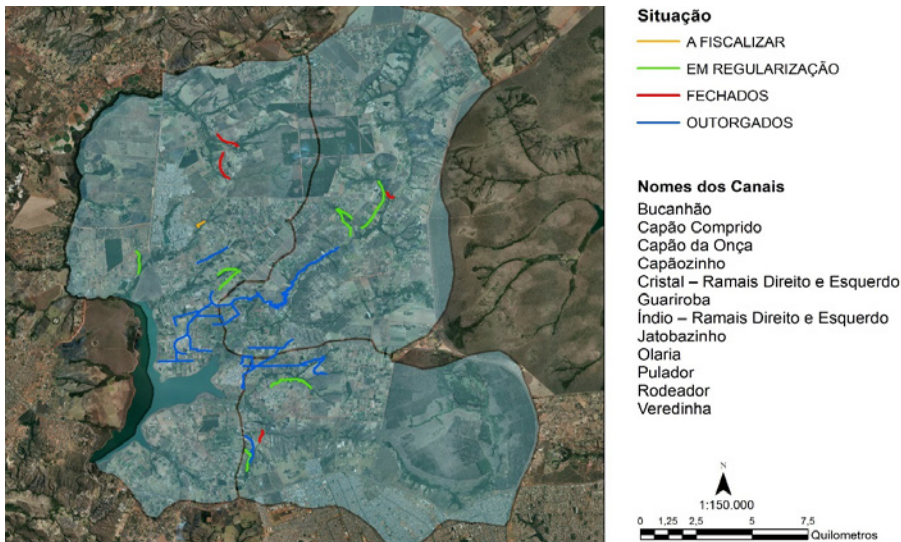 Situação
A FISCALIZAR
EM REGULARIZAÇÃO
FECHADOS
OUTORGADOS
Nomes dos Canais
Bucanhão
Capão Comprido
Capão da Onça
Capãozinho
Cristal – Ramais Direito e Esquerdo
Guariroba
Índio – Ramais Direito e Esquerdo
Jatobazinho
Olaria
Pulador
Rodeador
Veredinha
N
1:150.000
0 1,25 2,5 5 7,5
Quilometros